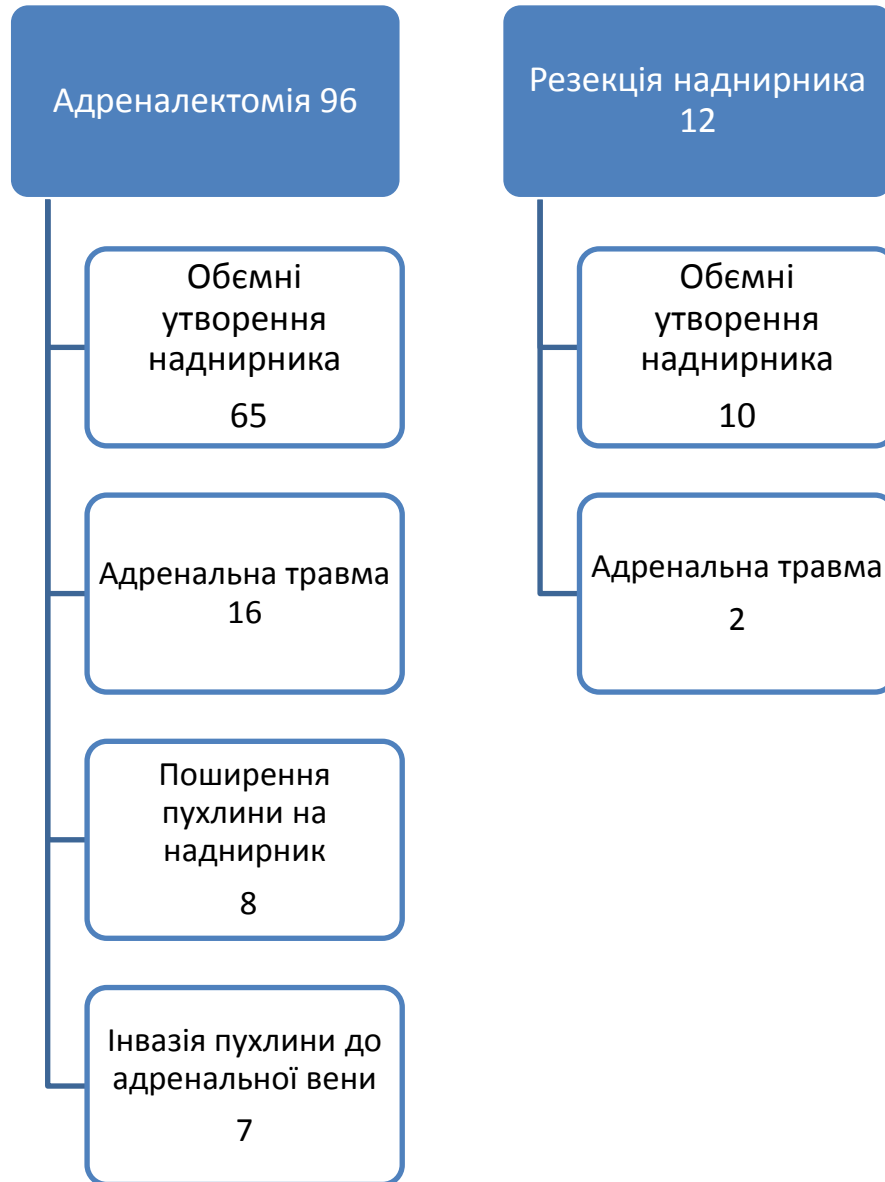 Адреналектомія 96
Обємні
утворення
наднирника
65
Адренальна травма
16
Поширення
пухлини на
наднирник
8
Інвазія пухлини до
адренальної вени
7
Резекція наднирника
12
Обємні
утворення
наднирника
10
Адренальна травма
2